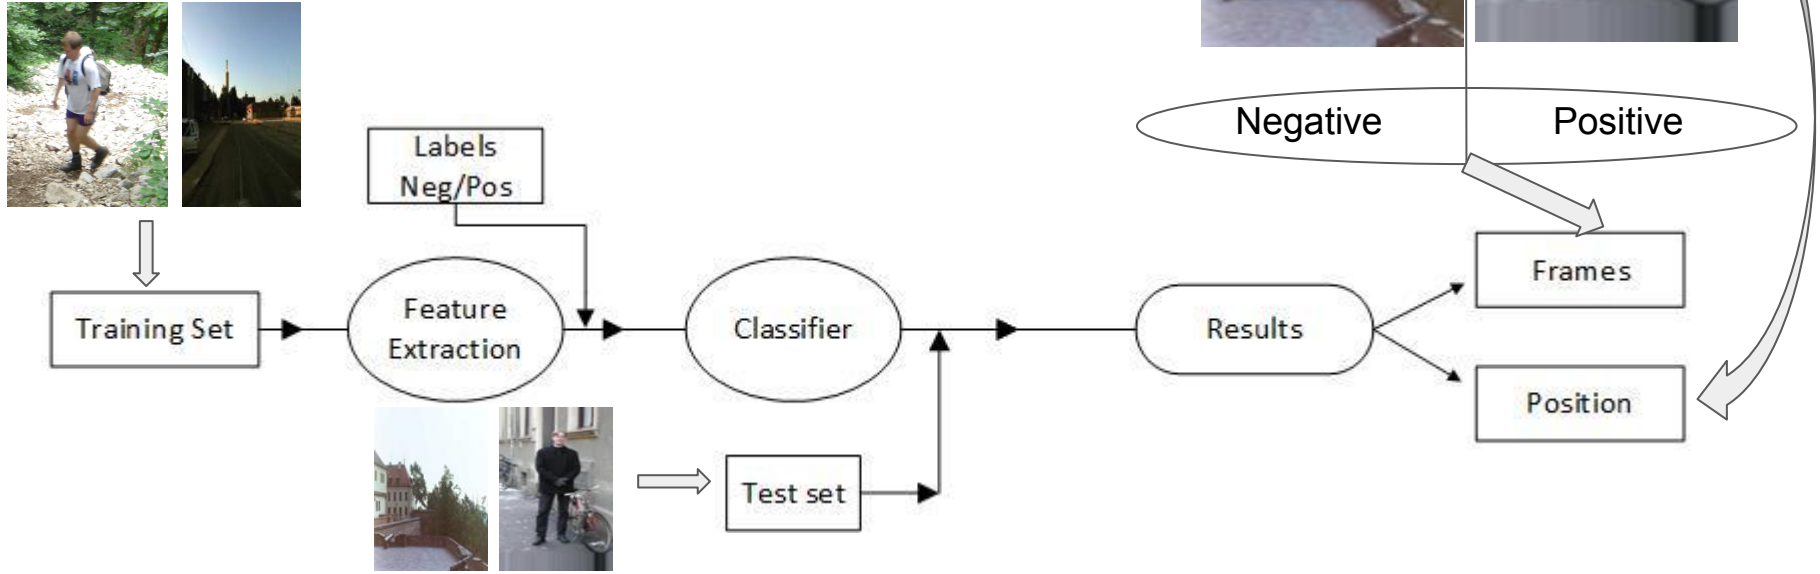 Negative
Positive
Labels
Neg/Pos
Training Set
Feature
Extraction
Classifier
Results
Frames
Position
Test set